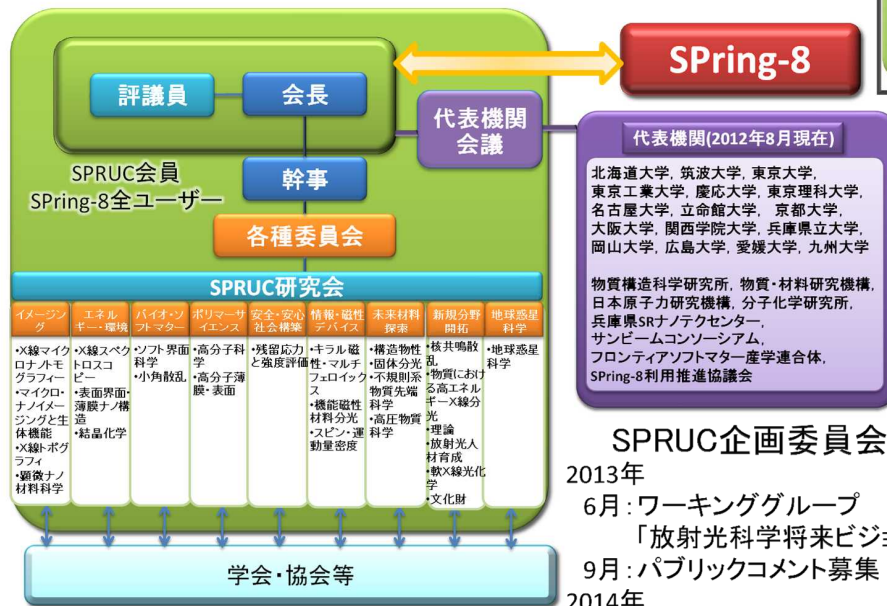 SPring-8
評議員
会長
代表機関
会議
SPRUC会員
SPring-8全ユーザー
幹事
各種委員会
代表機関(2012年8月現在)
北海道大学, 筑波大学, 東京大学,
東京工業大学, 慶応大学, 東京理科大学,
名古屋大学, 立命館大学, 京都大学,
大阪大学, 関西学院大学, 兵庫県立大学,
岡山大学, 広島大学, 愛媛大学, 九州大学
物質構造科学研究所, 物質・材料研究機構,
日本原子力研究機構, 分子化学研究所,
兵庫県SRナノテクセンター,
サンビームコンソーシアム,
フロンティアソフトマター産学連合体,
SPring-8利用推進協議会
SPRUC研究会
イメージン
グ
・X線マイク
ロナノトモ
グラフィー
・マイクロ・
ナノイメー
ジングと生
体機能
・X線トポグ
ラフィ
・顕微ナノ
材料科学
エネル
ギー・環境
・X線スペク
トロスコ
ピー
・表面界面・
薄膜ナノ構
造
・結晶化学
バイオ・ソ
フトマター
・ソフト界面
科学
・小角散乱
ポリマーサ
イエンス
・高分子科
学
・高分子薄
膜・表面
安全・安心
社会構築
・残留応力
と強度評価
情報・磁性
デバイス
・キラル磁
性・マルチ
フェロイック
ス
・機能磁性
材料分光
・スピン・運
動量密度
未来材料
探索
・構造物性
・固体分光
・不規則系
物質先端
科学
・高圧物質
科学
新規分野
開拓
・核共鳴散
乱
・物質におけ
る高エネル
ギーX線分
光
・理論
・放射光人
材育成
・軟X線光化
学
・文化財
地球惑星
科学
・地球惑星
科学
学会・協会等
SPRUC企画委員会
2013年
6月:ワーキンググループ
「放射光科学将来ビジ
9月:パブリックコメント募集
2014年